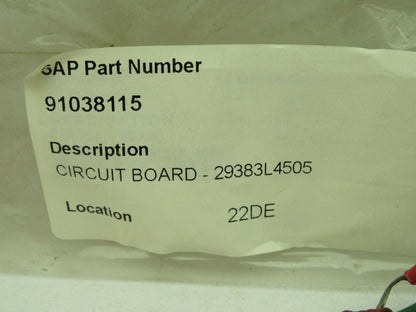 SAP Part Number
91038115
Description
CIRCUIT BOARD - 29383L4505
Location
22DE